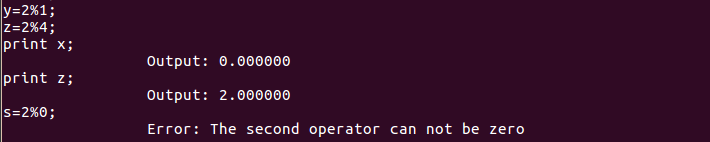 y=2%1;
z=2%4;
print x;
Output: 0.000000
print z;
Output: 2.000000
s=2%0;
Error: The second operator can not be zero